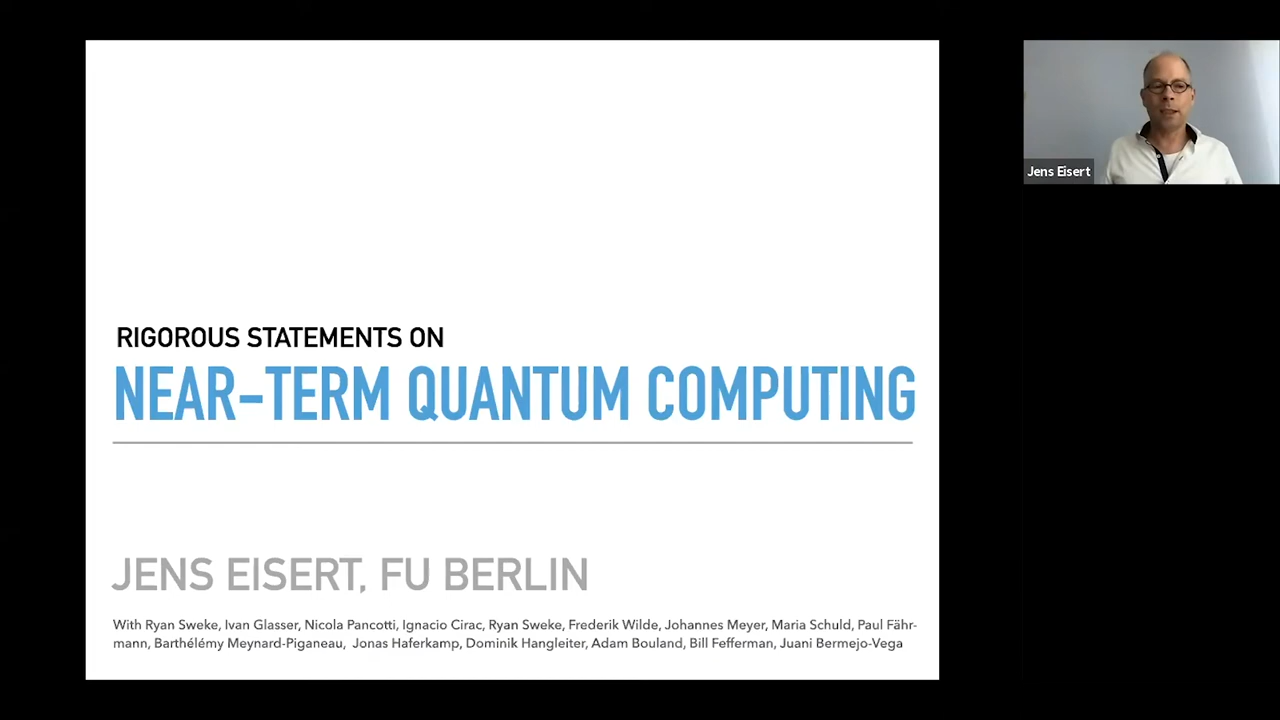 RIGOROUS STATEMENTS ON
NEAR-TERM QUANTUM COMPUTING
JENS EISERT, FU BERLIN
With Ryan Sweke, Ivan Glasser, Nicola Pancotti, Ignacio Cirac, Ryan Sweke, Frederik Wilde, Johannes Meyer, Maria Schuld, Paul Fähr-
mann, Barthélémy Meynard-Piganeau, Jonas Haferkamp, Dominik Hangleiter, Adam Bouland, Bill Fefferman, Juani Bermejo-Vega
Jens Eisert